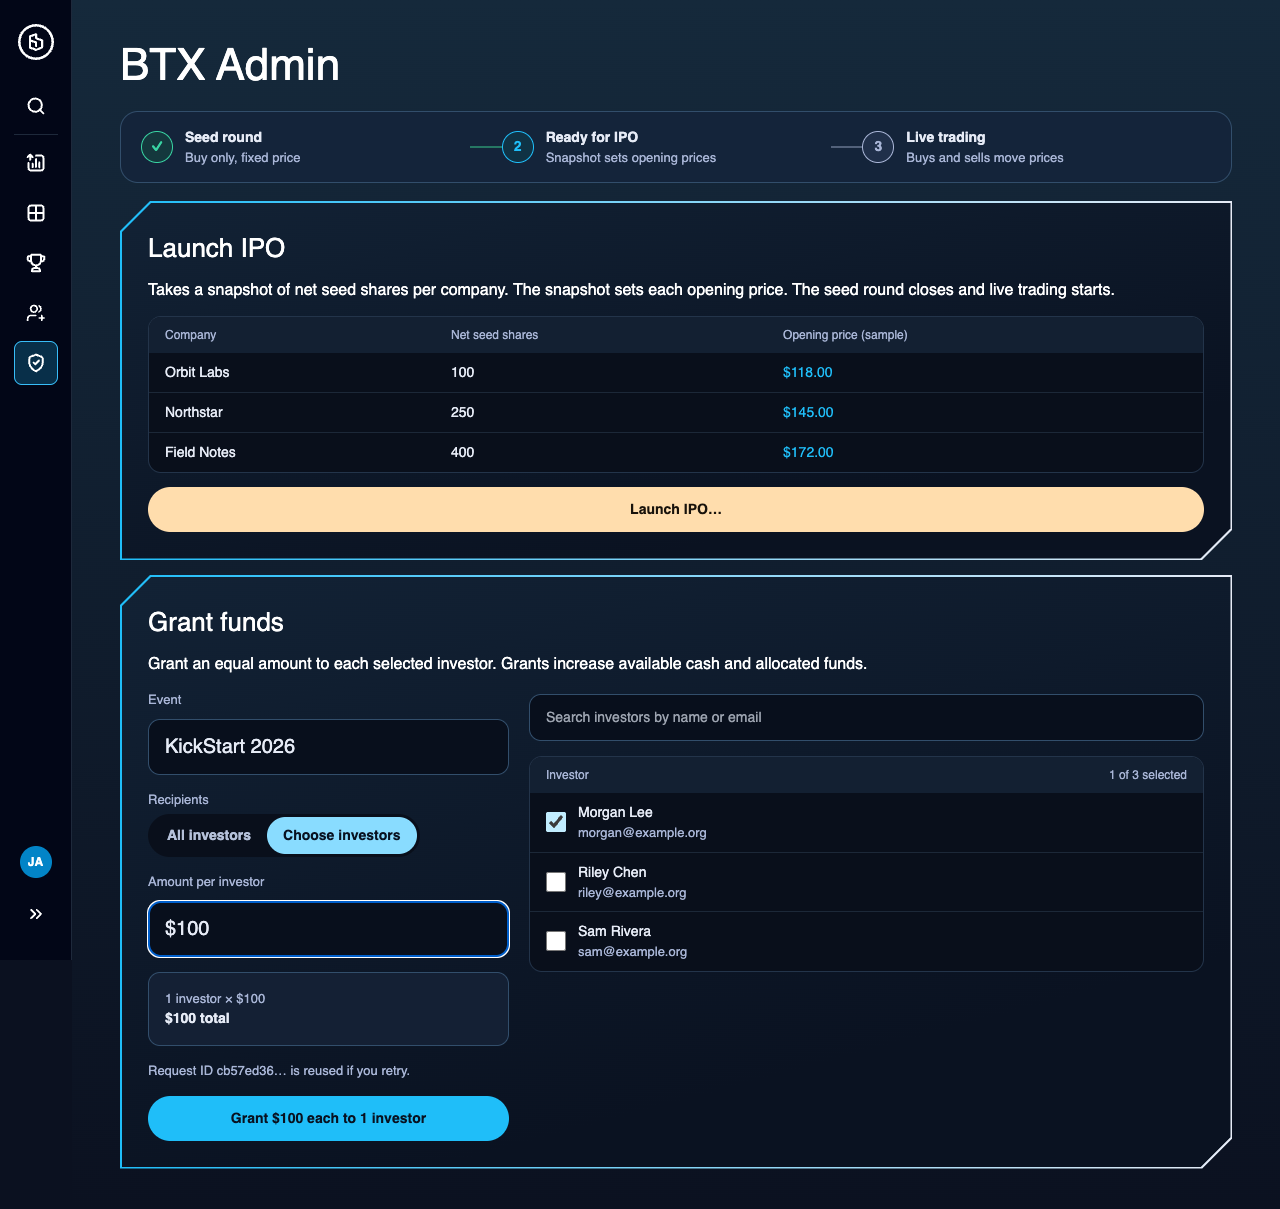 BTX Admin
Seed round
Buy only, fixed price
2
Ready for IPO
Snapshot sets opening prices
3
Live trading
Buys and sells move prices
Launch IPO
Takes a snapshot of net seed shares per company. The snapshot sets each opening price. The seed round closes and live trading starts.
Company Net seed shares Opening price (sample)
Orbit Labs 100 $118.00
Northstar 250 $145.00
Field Notes 400 $172.00
Launch IPO...
Grant funds
Grant an equal amount to each selected investor. Grants increase available cash and allocated funds.
Event
KickStart 2026
Recipients
All investors Choose investors
Amount per investor
$100
1 investor × $100
$100 total
Request ID cb57ed36... is reused if you retry.
Grant $100 each to 1 investor
Search investors by name or email
Investor 1 of 3 selected
Morgan Lee
morgan@example.org
Riley Chen
riley@example.org
Sam Rivera
sam@example.org
JA